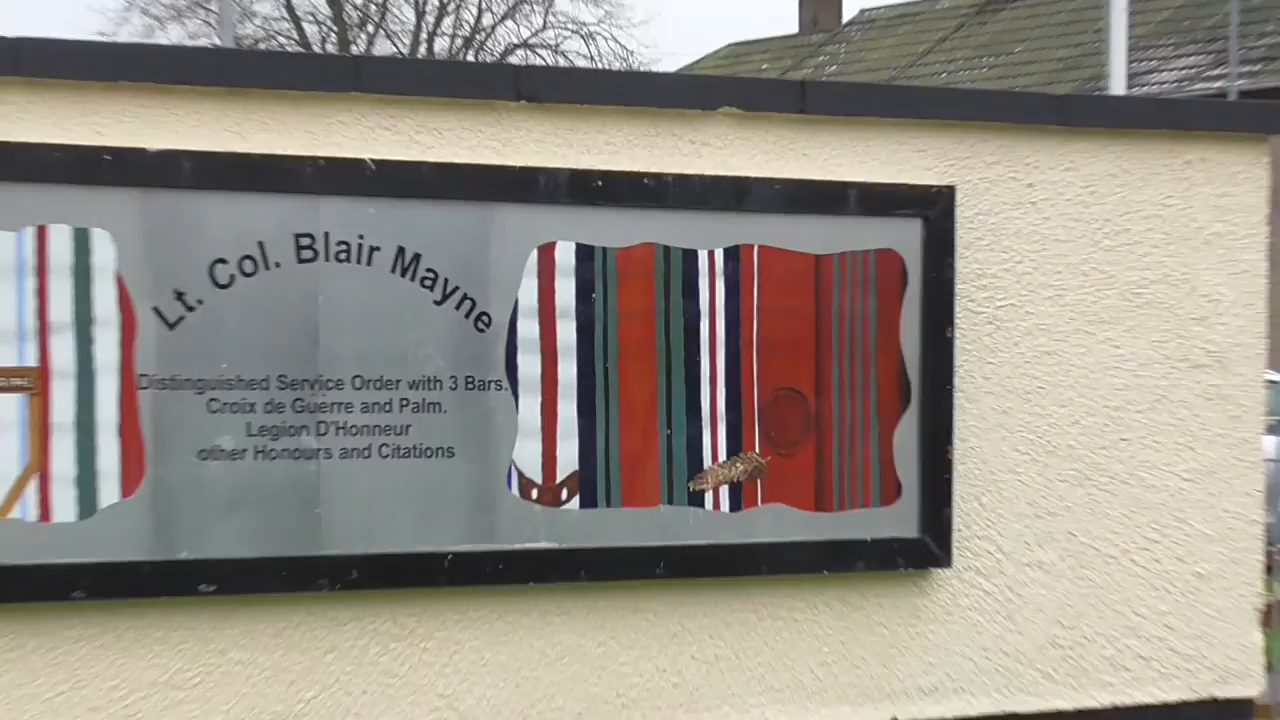 Lt. Col. Blair Mayne
Distinguished Service Order with 3 Bars.
Croix de Guerre and Palm.
Legion D'Honneur
other Honours and Citations